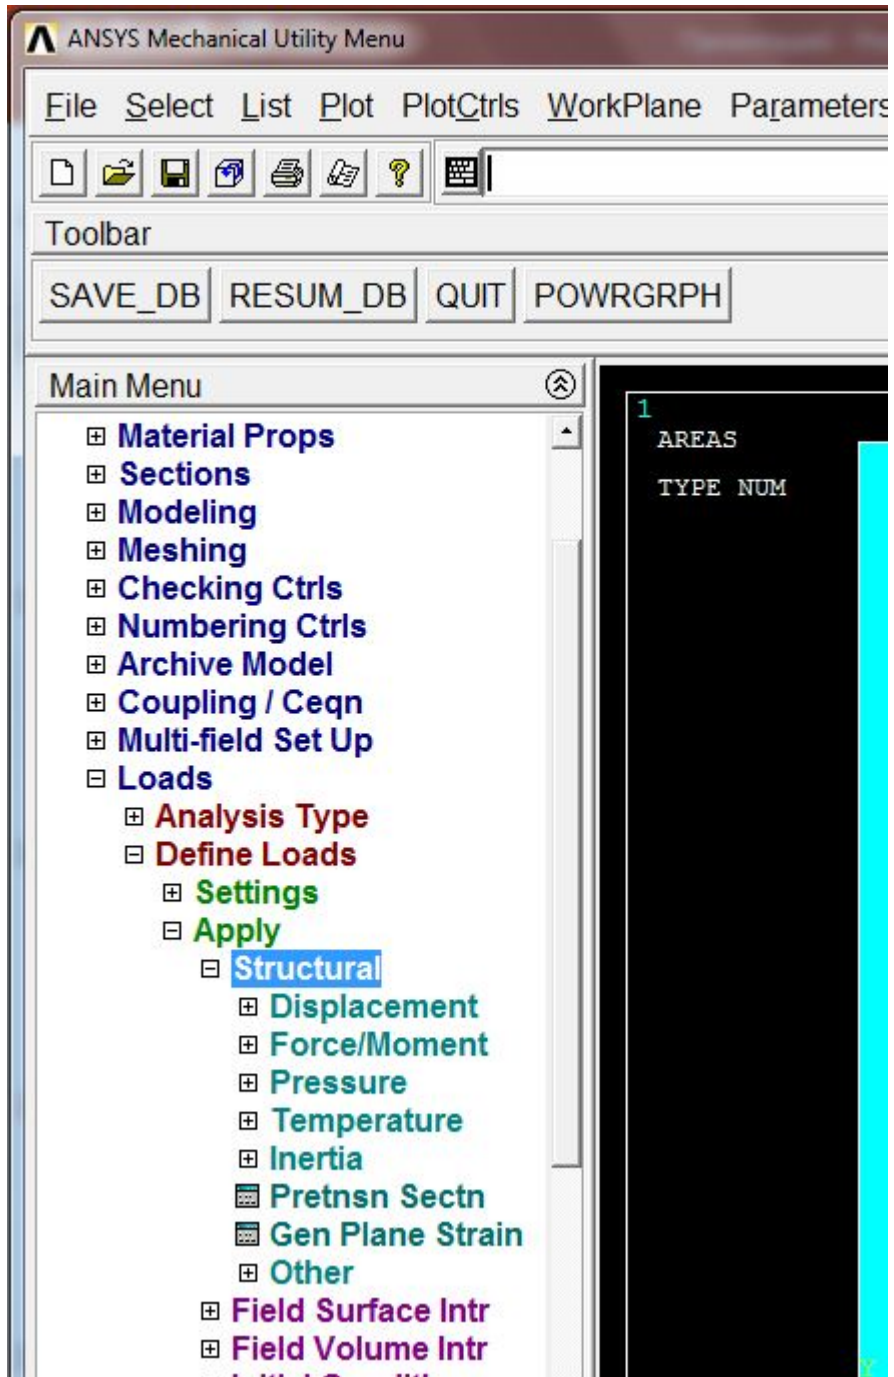 ANSYS Mechanical Utility Menu
File Select List Plot PlotCtrls WorkPlane Parameters
Toolbar
SAVE_DB RESUM_DB QUIT POWRGRPH
Main Menu
Material Props
Sections
Modeling
Meshing
Checking Ctrls
Numbering Ctrls
Archive Model
Coupling / Ceqn
Multi-field Set Up
Loads
Analysis Type
Define Loads
Settings
Apply
Structural
Displacement
Force/Moment
Pressure
Temperature
Inertia
Pretnsn Sectn
Gen Plane Strain
Other
Field Surface Intr
Field Volume Intr
1
AREAS
TYPE NUM
Y